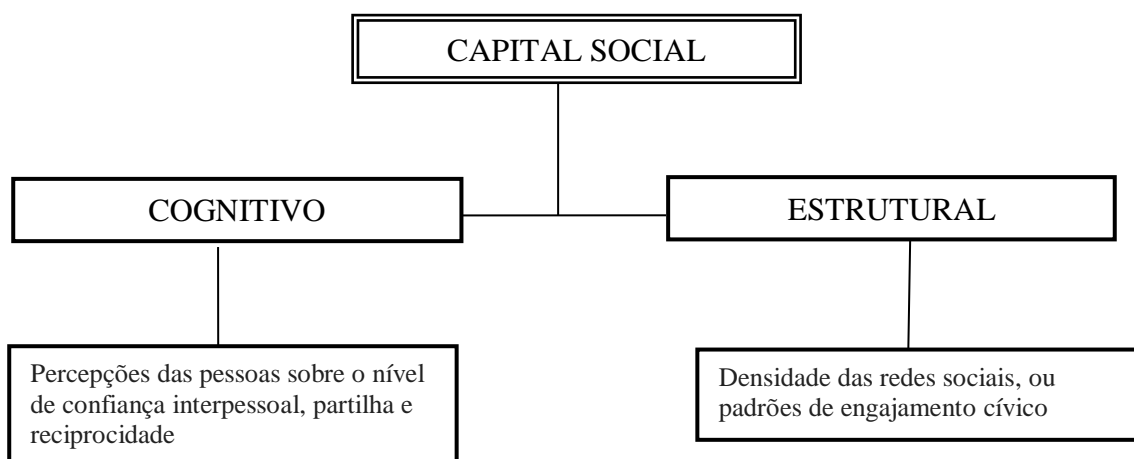 CAPITAL SOCIAL
COGNITIVO
ESTRUTURAL
Percepções das pessoas sobre o nível
de confiança interpessoal, partilha e
reciprocidade
Densidade das redes sociais, ou
padrões de engajamento cívico